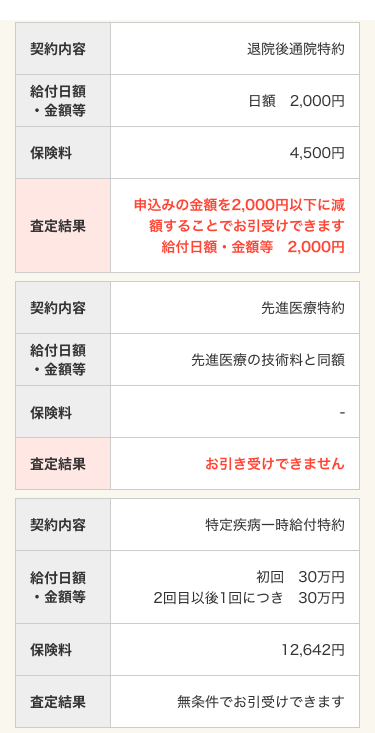 契約内容 退院後通院特約
給付日額
・金額等
日額　2,000円
保険料 4,500円
査定結果
申込みの金額を2,000円以下に減
額することでお引受けできます
給付日額・金額等　2,000円
契約内容 先進医療特約
給付日額
・金額等
先進医療の技術料と同額
保険料 -
査定結果 お引き受けできません
契約内容 特定疾病一時給付特約
給付日額
・金額等
初回　30万円
2回目以後1回につき　30万円
保険料 12,642円
査定結果 無条件でお引受けできます